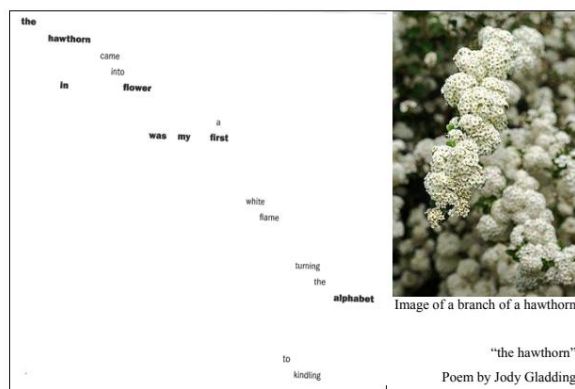 the
hawthorn
came
into
in flower
a
was my first
white
flame
turning
the
alphabet
to
kindling
Image of a branch of a hawthorn
“the hawthorn”
Poem by Jody Gladding